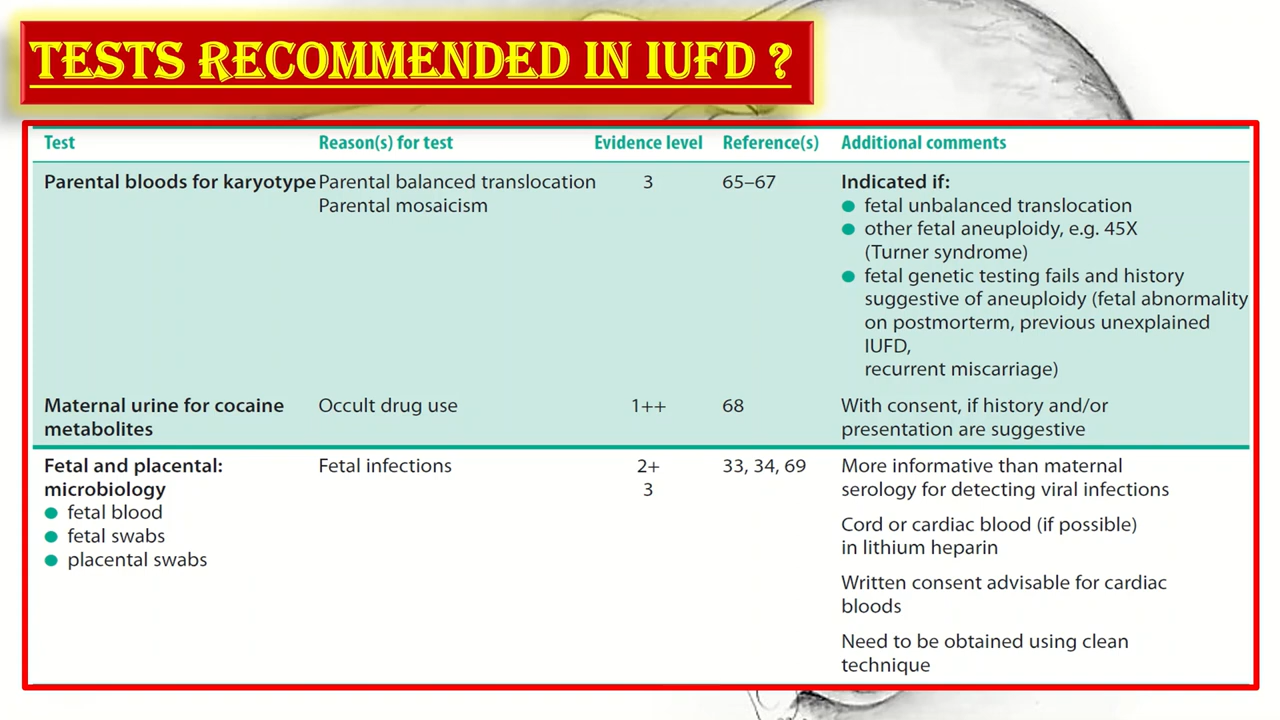 TESTS RECOMMENDED IN IUFD ?
Test Reason(s) for test Evidence level Reference(s) Additional comments
Parental bloods for karyotype Parental balanced translocation 3 65–67 Indicated if:
Parental mosaicism ● fetal unbalanced translocation
● other fetal aneuploidy, e.g. 45X
(Turner syndrome)
● fetal genetic testing fails and history
suggestive of aneuploidy (fetal abnormality
on postmorterm, previous unexplained
IUFD,
recurrent miscarriage)
Maternal urine for cocaine Occult drug use 1++ 68 With consent, if history and/or
metabolites presentation are suggestive
Fetal and placental: Fetal infections 2+ 33, 34, 69 More informative than maternal
microbiology 3 serology for detecting viral infections
● fetal blood
● fetal swabs Cord or cardiac blood (if possible)
● placental swabs in lithium heparin
Written consent advisable for cardiac
bloods
Need to be obtained using clean
technique